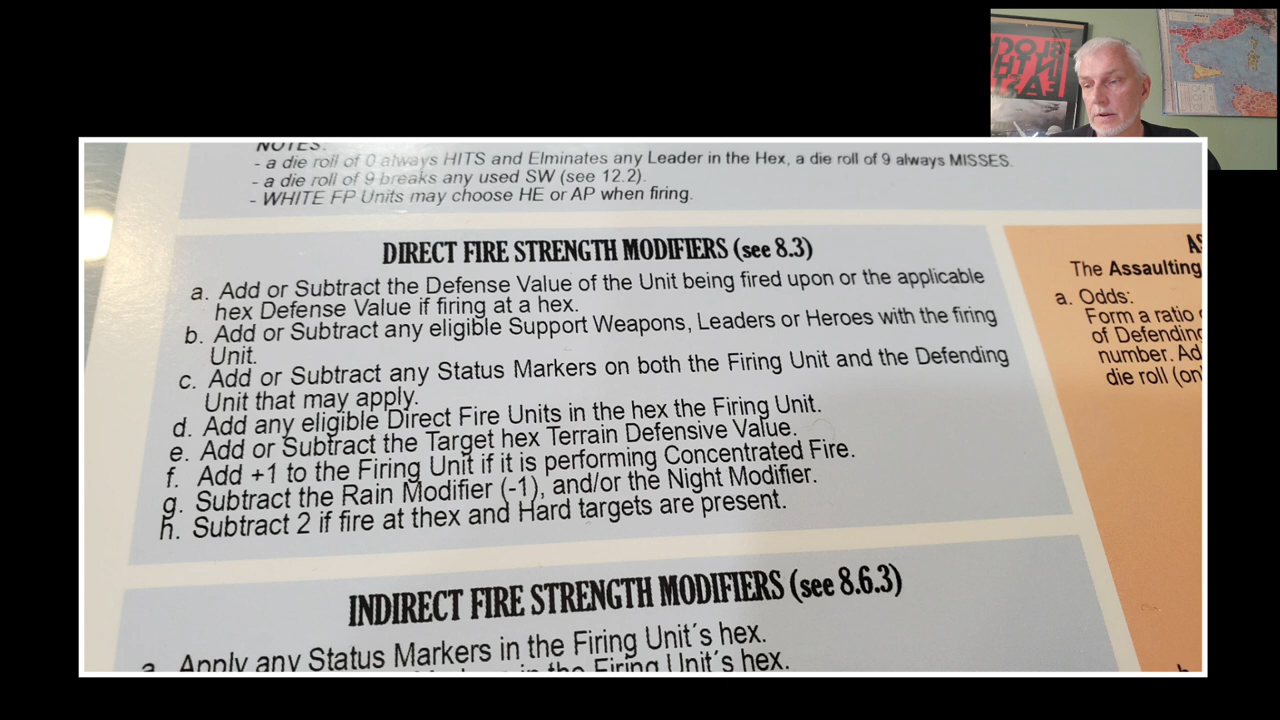 NOTES:
- a die roll of 0 always HITS and Elminates any Leader in the Hex, a die roll of 9 always MISSES.
- a die roll of 9 breaks any used SW (see 12.2).
- WHITE FP Units may choose HE or AP when firing.
DIRECT FIRE STRENGTH MODIFIERS (see 8.3)
a. Add or Subtract the Defense Value of the Unit being fired upon or the applicable
hex Defense Value if firing at a hex.
b. Add or Subtract any eligible Support Weapons, Leaders or Heroes with the firing
Unit.
c. Add or Subtract any Status Markers on both the Firing Unit and the Defending
Unit that may apply.
d. Add any eligible Direct Fire Units in the hex the Firing Unit.
e. Add or Subtract the Target hex Terrain Defensive Value.
f. Add +1 to the Firing Unit if it is performing Concentrated Fire.
g. Subtract the Rain Modifier (-1), and/or the Night Modifier.
h. Subtract 2 if fire at thex and Hard targets are present.
INDIRECT FIRE STRENGTH MODIFIERS (see 8.6.3)
a. Apply any Status Markers in the Firing Unit´s hex.
in the Firing Unit´s hex.
AS
The Assaulting
a. Odds:
Form a ratio
of Defending
number. Ad
die roll (on